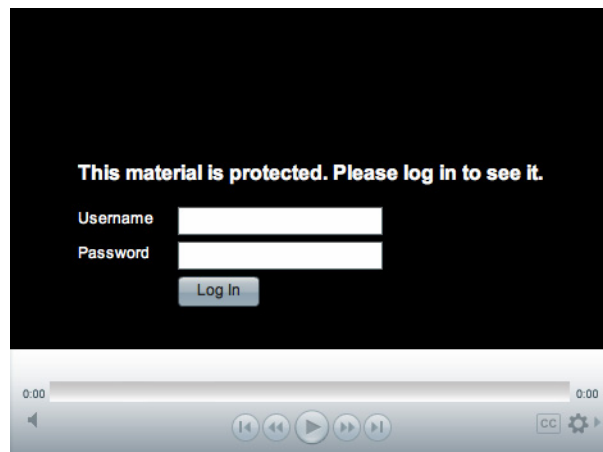 This material is protected. Please log in to see it.
Username
Password
Log In
0:00 0:00
CC